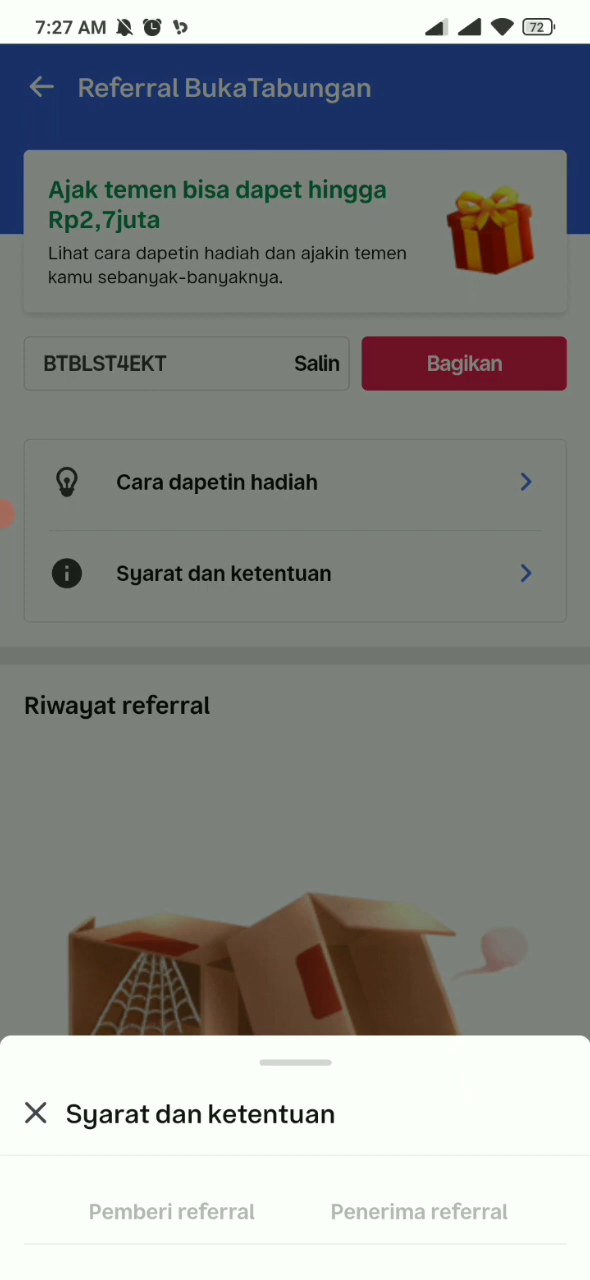 7:27 AM
72
Referral BukaTabungan
Ajak temen bisa dapet hingga
Rp2,7juta
Lihat cara dapetin hadiah dan ajakin temen
kamu sebanyak-banyaknya.
BTBLST4EKT
Salin
Bagikan
Cara dapetin hadiah
Syarat dan ketentuan
Riwayat referral
Syarat dan ketentuan
Pemberi referral
Penerima referral